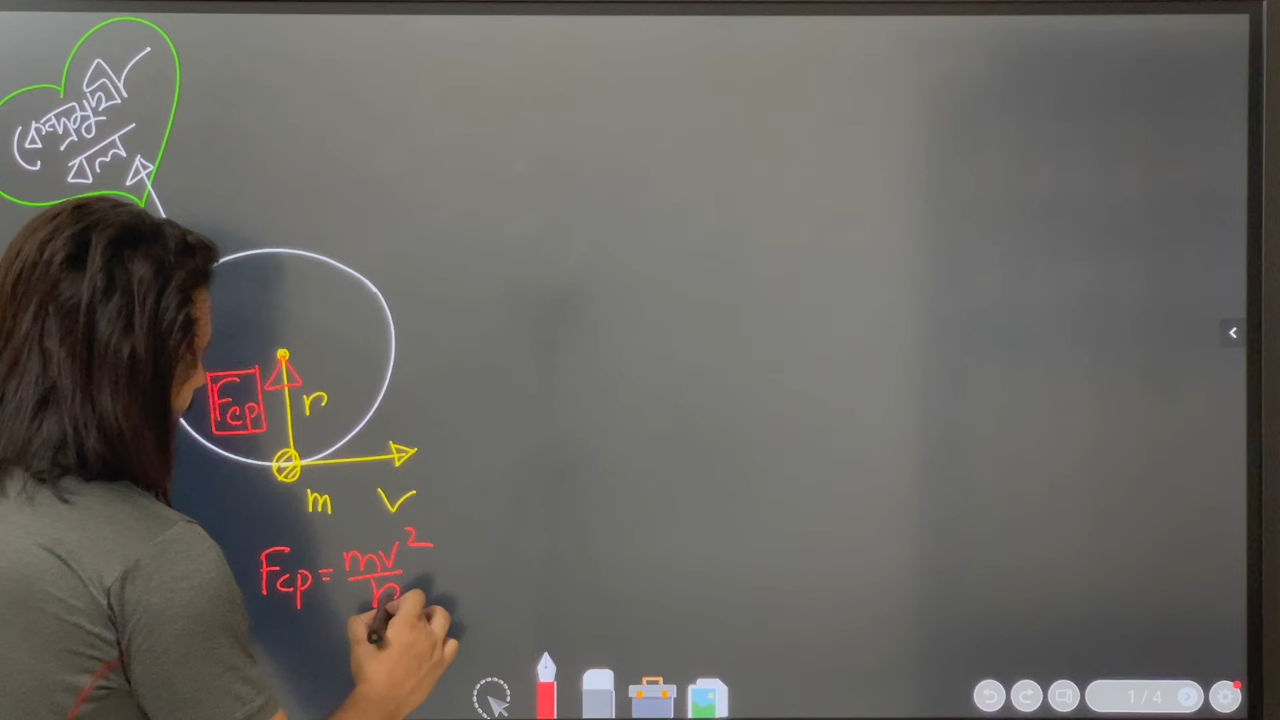 কেন্দ্রমুখী
বল
Fcp
r
m
v
Fcp = mv²/r
1/4